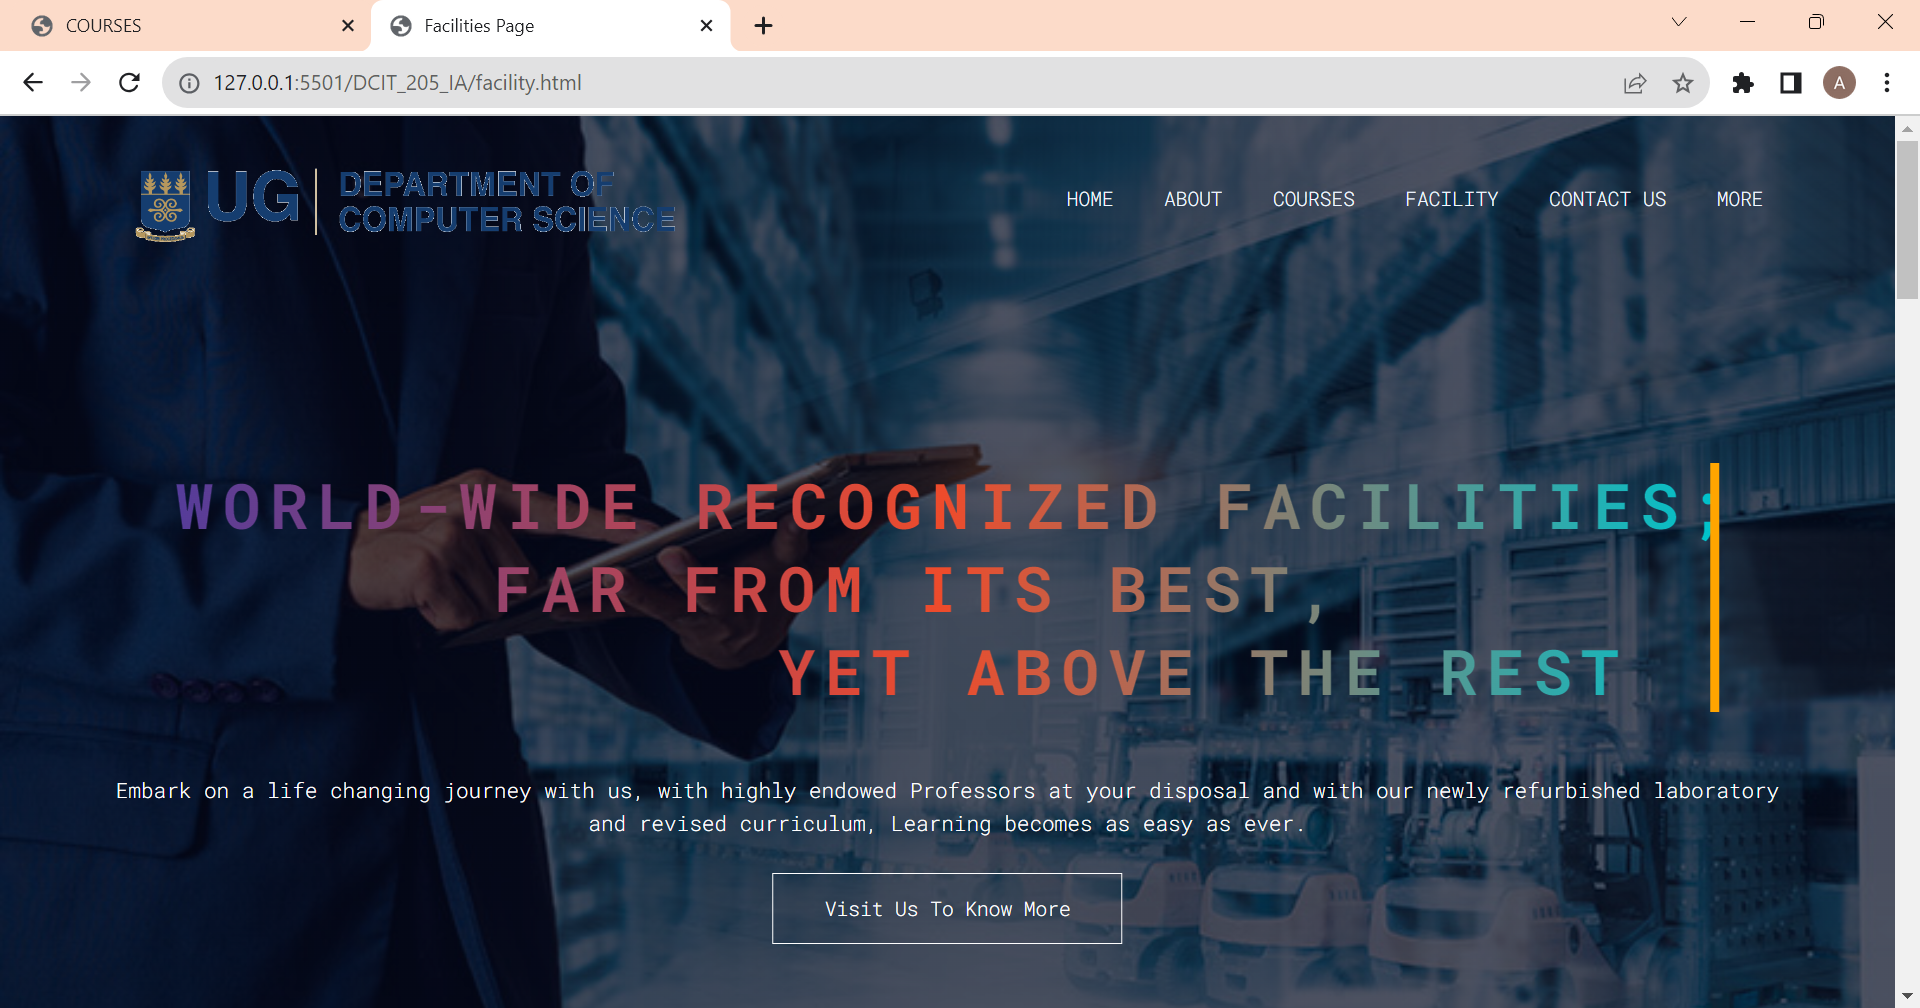 COURSES
Facilities Page
127.0.0.1:5501/DCIT_205_IA/facility.html
A
UG
DEPARTMENT OF
COMPUTER SCIENCE
HOME ABOUT COURSES FACILITY CONTACT US MORE
WORLD-WIDE RECOGNIZED FACILITIES;
FAR FROM ITS BEST,
YET ABOVE THE REST
Embark on a life changing journey with us, with highly endowed Professors at your disposal and with our newly refurbished laboratory
and revised curriculum, Learning becomes as easy as ever.
Visit Us To Know More